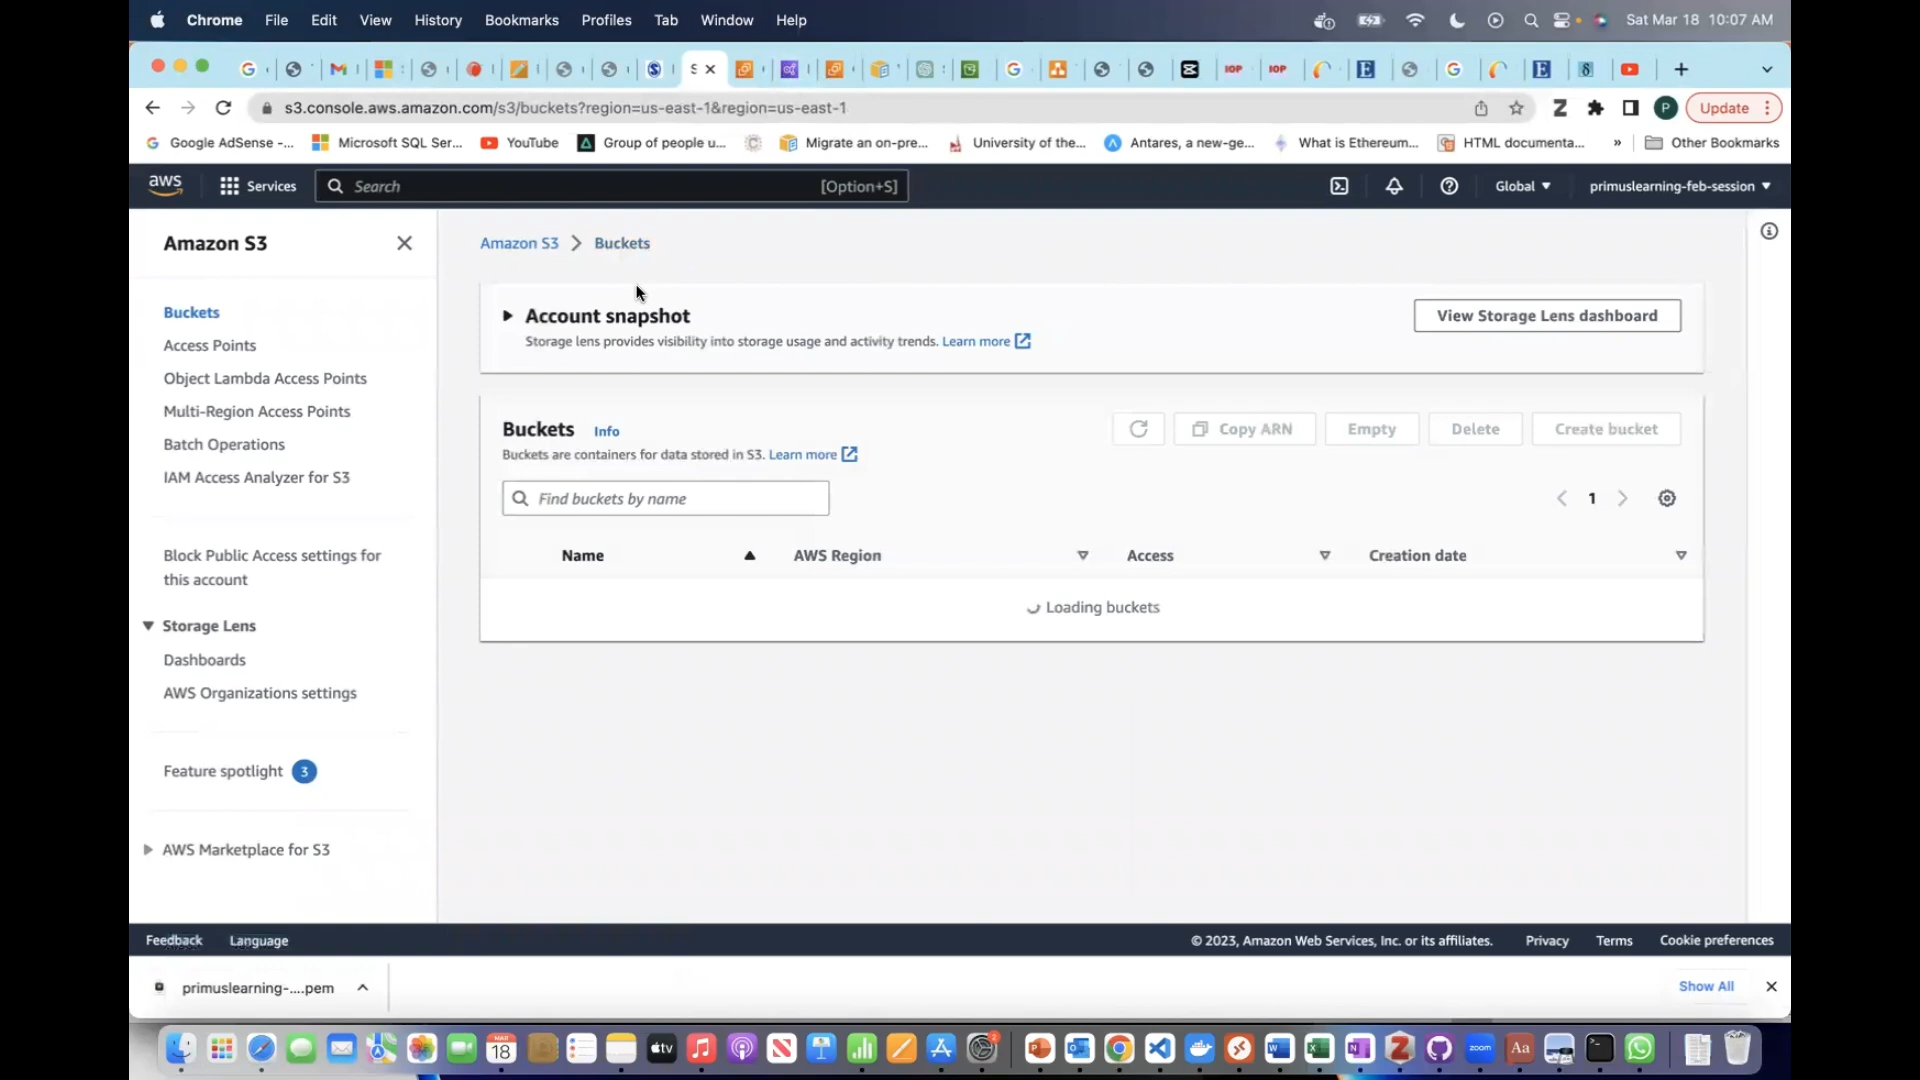 Chrome File Edit View History Bookmarks Profiles Tab Window Help
Sat Mar 18 10:07 AM
s3.console.aws.amazon.com/s3/buckets?region=us-east-1&region=us-east-1
P
Update
Google AdSense -...
Microsoft SQL Ser...
YouTube
Group of people u...
Migrate an on-pre...
University of the...
Antares, a new-ge...
What is Ethereum...
HTML documenta...
»
Other Bookmarks
aws
Services
Search
[Option+S]
Global
primuslearning-feb-session
Amazon S3
Buckets
Access Points
Object Lambda Access Points
Multi-Region Access Points
Batch Operations
IAM Access Analyzer for S3
Block Public Access settings for
this account
Storage Lens
Dashboards
AWS Organizations settings
Feature spotlight 3
AWS Marketplace for S3
Amazon S3 > Buckets
Account snapshot
Storage lens provides visibility into storage usage and activity trends. Learn more
View Storage Lens dashboard
Buckets Info
Buckets are containers for data stored in S3. Learn more
Copy ARN
Empty
Delete
Create bucket
Find buckets by name
1
Name
AWS Region
Access
Creation date
Loading buckets
Feedback
Language
© 2023, Amazon Web Services, Inc. or its affiliates.
Privacy
Terms
Cookie preferences
primuslearning-....pem
Show All
MAR
18
tv
zoom
Aa